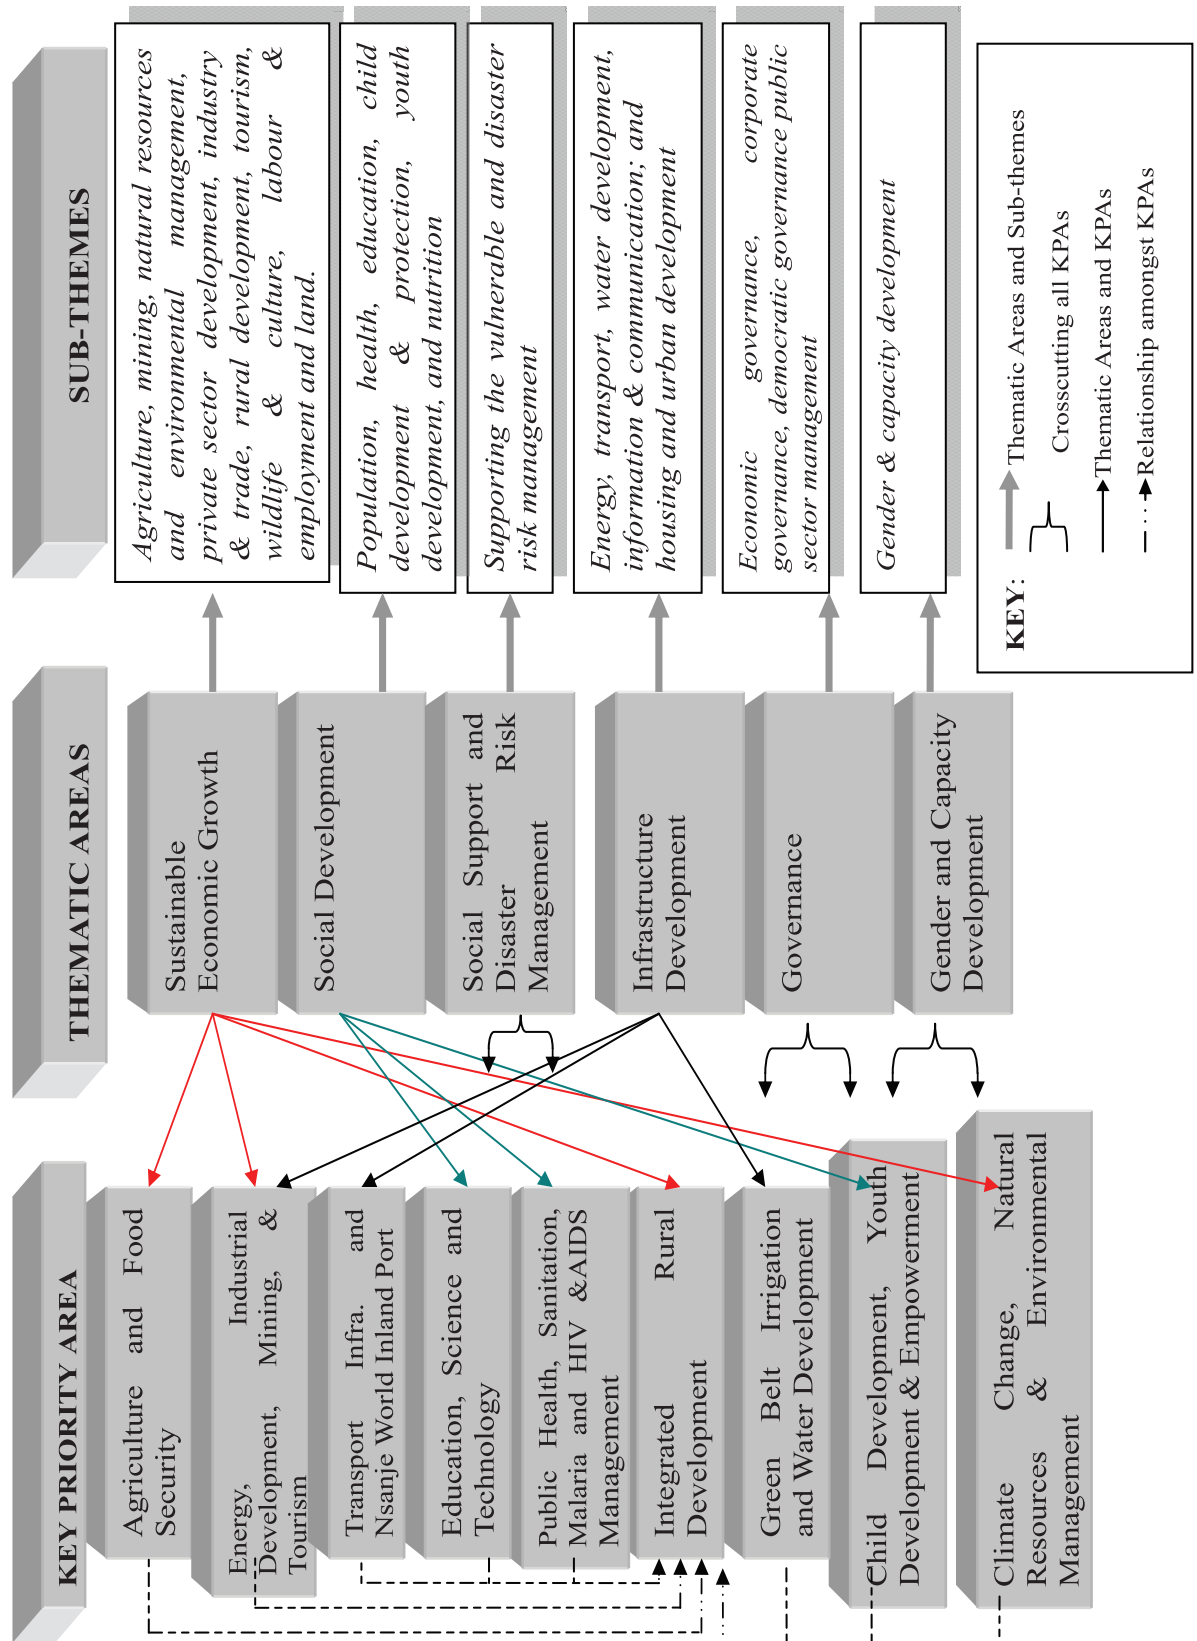 KEY PRIORITY AREA
THEMATIC AREAS
SUB-THEMES
Agriculture and Food
Security
Energy, Industrial
Development, Mining, &
Tourism
Transport Infra. and
Nsanje World Inland Port
Education, Science and
Technology
Public Health, Sanitation,
Malaria and HIV &AIDS
Management
Integrated Rural
Development
Green Belt Irrigation
and Water Development
Child Development, Youth
Development & Empowerment
Climate Change, Natural
Resources & Environmental
Management
Sustainable
Economic Growth
Social Development
Social Support and
Disaster Risk
Management
Infrastructure
Development
Governance
Gender and Capacity
Development
Agriculture, mining, natural resources
and environmental management,
private sector development, industry
& trade, rural development, tourism,
wildlife & culture, labour &
employment and land.
Population, health, education, child
development & protection, youth
development, and nutrition
Supporting the vulnerable and disaster
risk management
Energy, transport, water development,
information & communication; and
housing and urban development
Economic governance, corporate
governance, democratic governance public
sector management
Gender & capacity development
KEY:
Thematic Areas and Sub-themes
Crosscutting all KPAs
Thematic Areas and KPAs
Relationship amongst KPAs